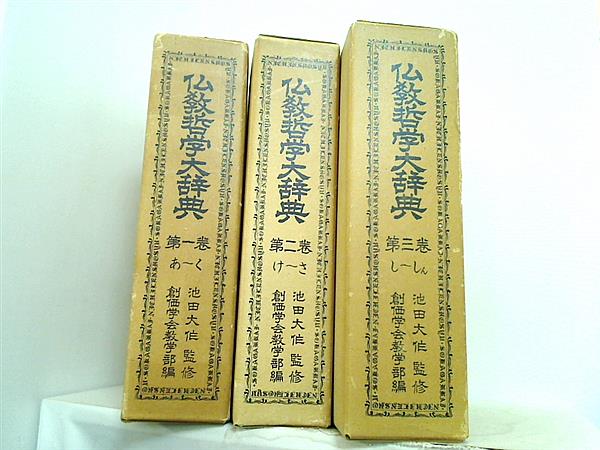 仏教哲学大辞典
第一巻
あ〜く
池田大作 監修
創価学会教学部編
仏教哲学大辞典
第二巻
け〜さ
池田大作 監修
創価学会教学部編
仏教哲学大辞典
第三巻
し〜しん
池田大作 監修
創価学会教学部編